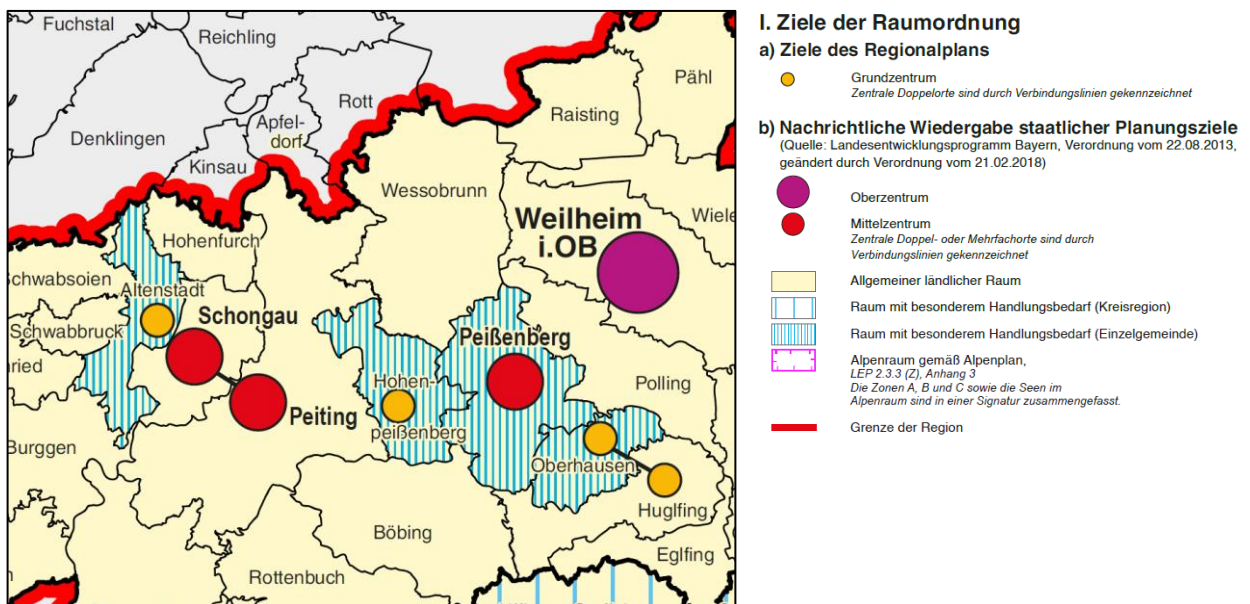 Fuchstal
Reichling
Rott
Denklingen
Apfel-
dorf
Kinsau
Pähl
Raisting
Wessobrunn
Weilheim
i.OB
Wiele
Hohenfurch
Schwabsoien
Altenstadt
Schongau
Schwabbruck
nried
Peißenberg
Hohen-
peißenberg
Peiting
Polling
Burggen
Oberhausen
Huglfing
Böbing
Eglfing
Rottenbuch
I. Ziele der Raumordnung
a) Ziele des Regionalplans
Grundzentrum
Zentrale Doppelorte sind durch Verbindungslinien gekennzeichnet
b) Nachrichtliche Wiedergabe staatlicher Planungsziele
(Quelle: Landesentwicklungsprogramm Bayern, Verordnung vom 22.08.2013,
geändert durch Verordnung vom 21.02.2018)
Oberzentrum
Mittelzentrum
Zentrale Doppel- oder Mehrfachorte sind durch
Verbindungslinien gekennzeichnet
Allgemeiner ländlicher Raum
Raum mit besonderem Handlungsbedarf (Kreisregion)
Raum mit besonderem Handlungsbedarf (Einzelgemeinde)
Alpenraum gemäß Alpenplan,
LEP 2.3.3 (Z), Anhang 3
Die Zonen A, B und C sowie die Seen im
Alpenraum sind in einer Signatur zusammengefasst.
Grenze der Region